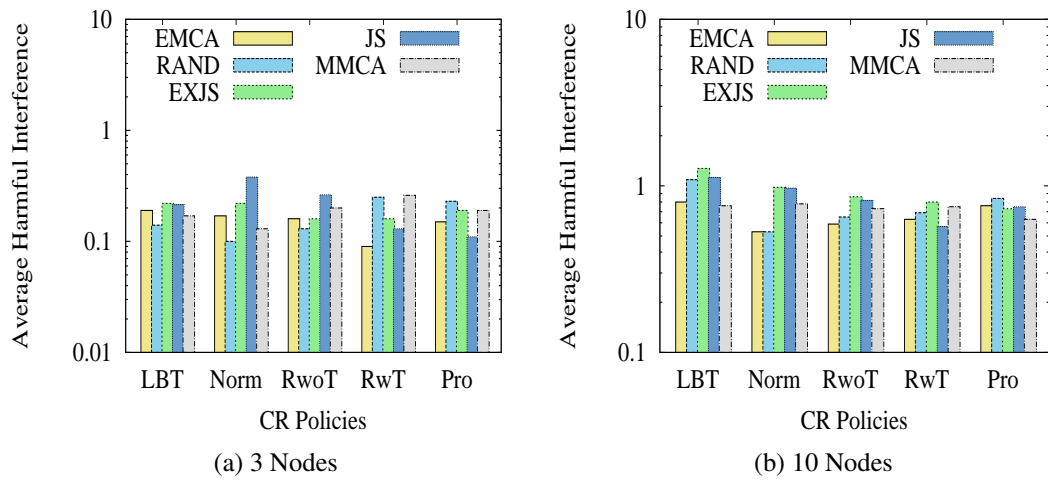 Average Harmful Interference
10
1
0.1
0.01
EMCA
RAND
EXJS
JS
MMCA
LBT Norm RwoT RwT Pro
CR Policies
(a) 3 Nodes
Average Harmful Interference
10
1
0.1
EMCA
RAND
EXJS
JS
MMCA
LBT Norm RwoT RwT Pro
CR Policies
(b) 10 Nodes